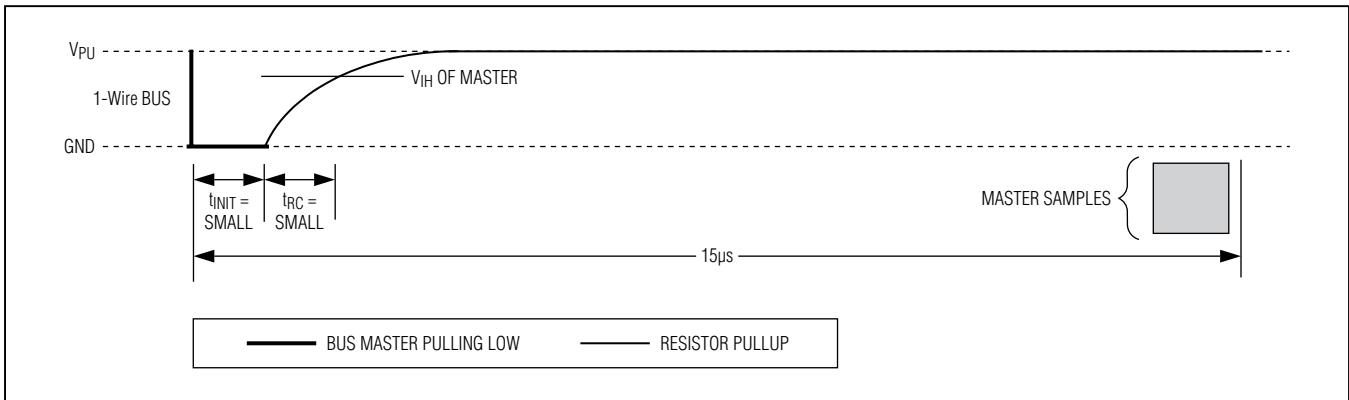 VPU
VIH OF MASTER
1-Wire BUS
GND
tINIT =
SMALL
tRC =
SMALL
MASTER SAMPLES
15µs
BUS MASTER PULLING LOW
RESISTOR PULLUP